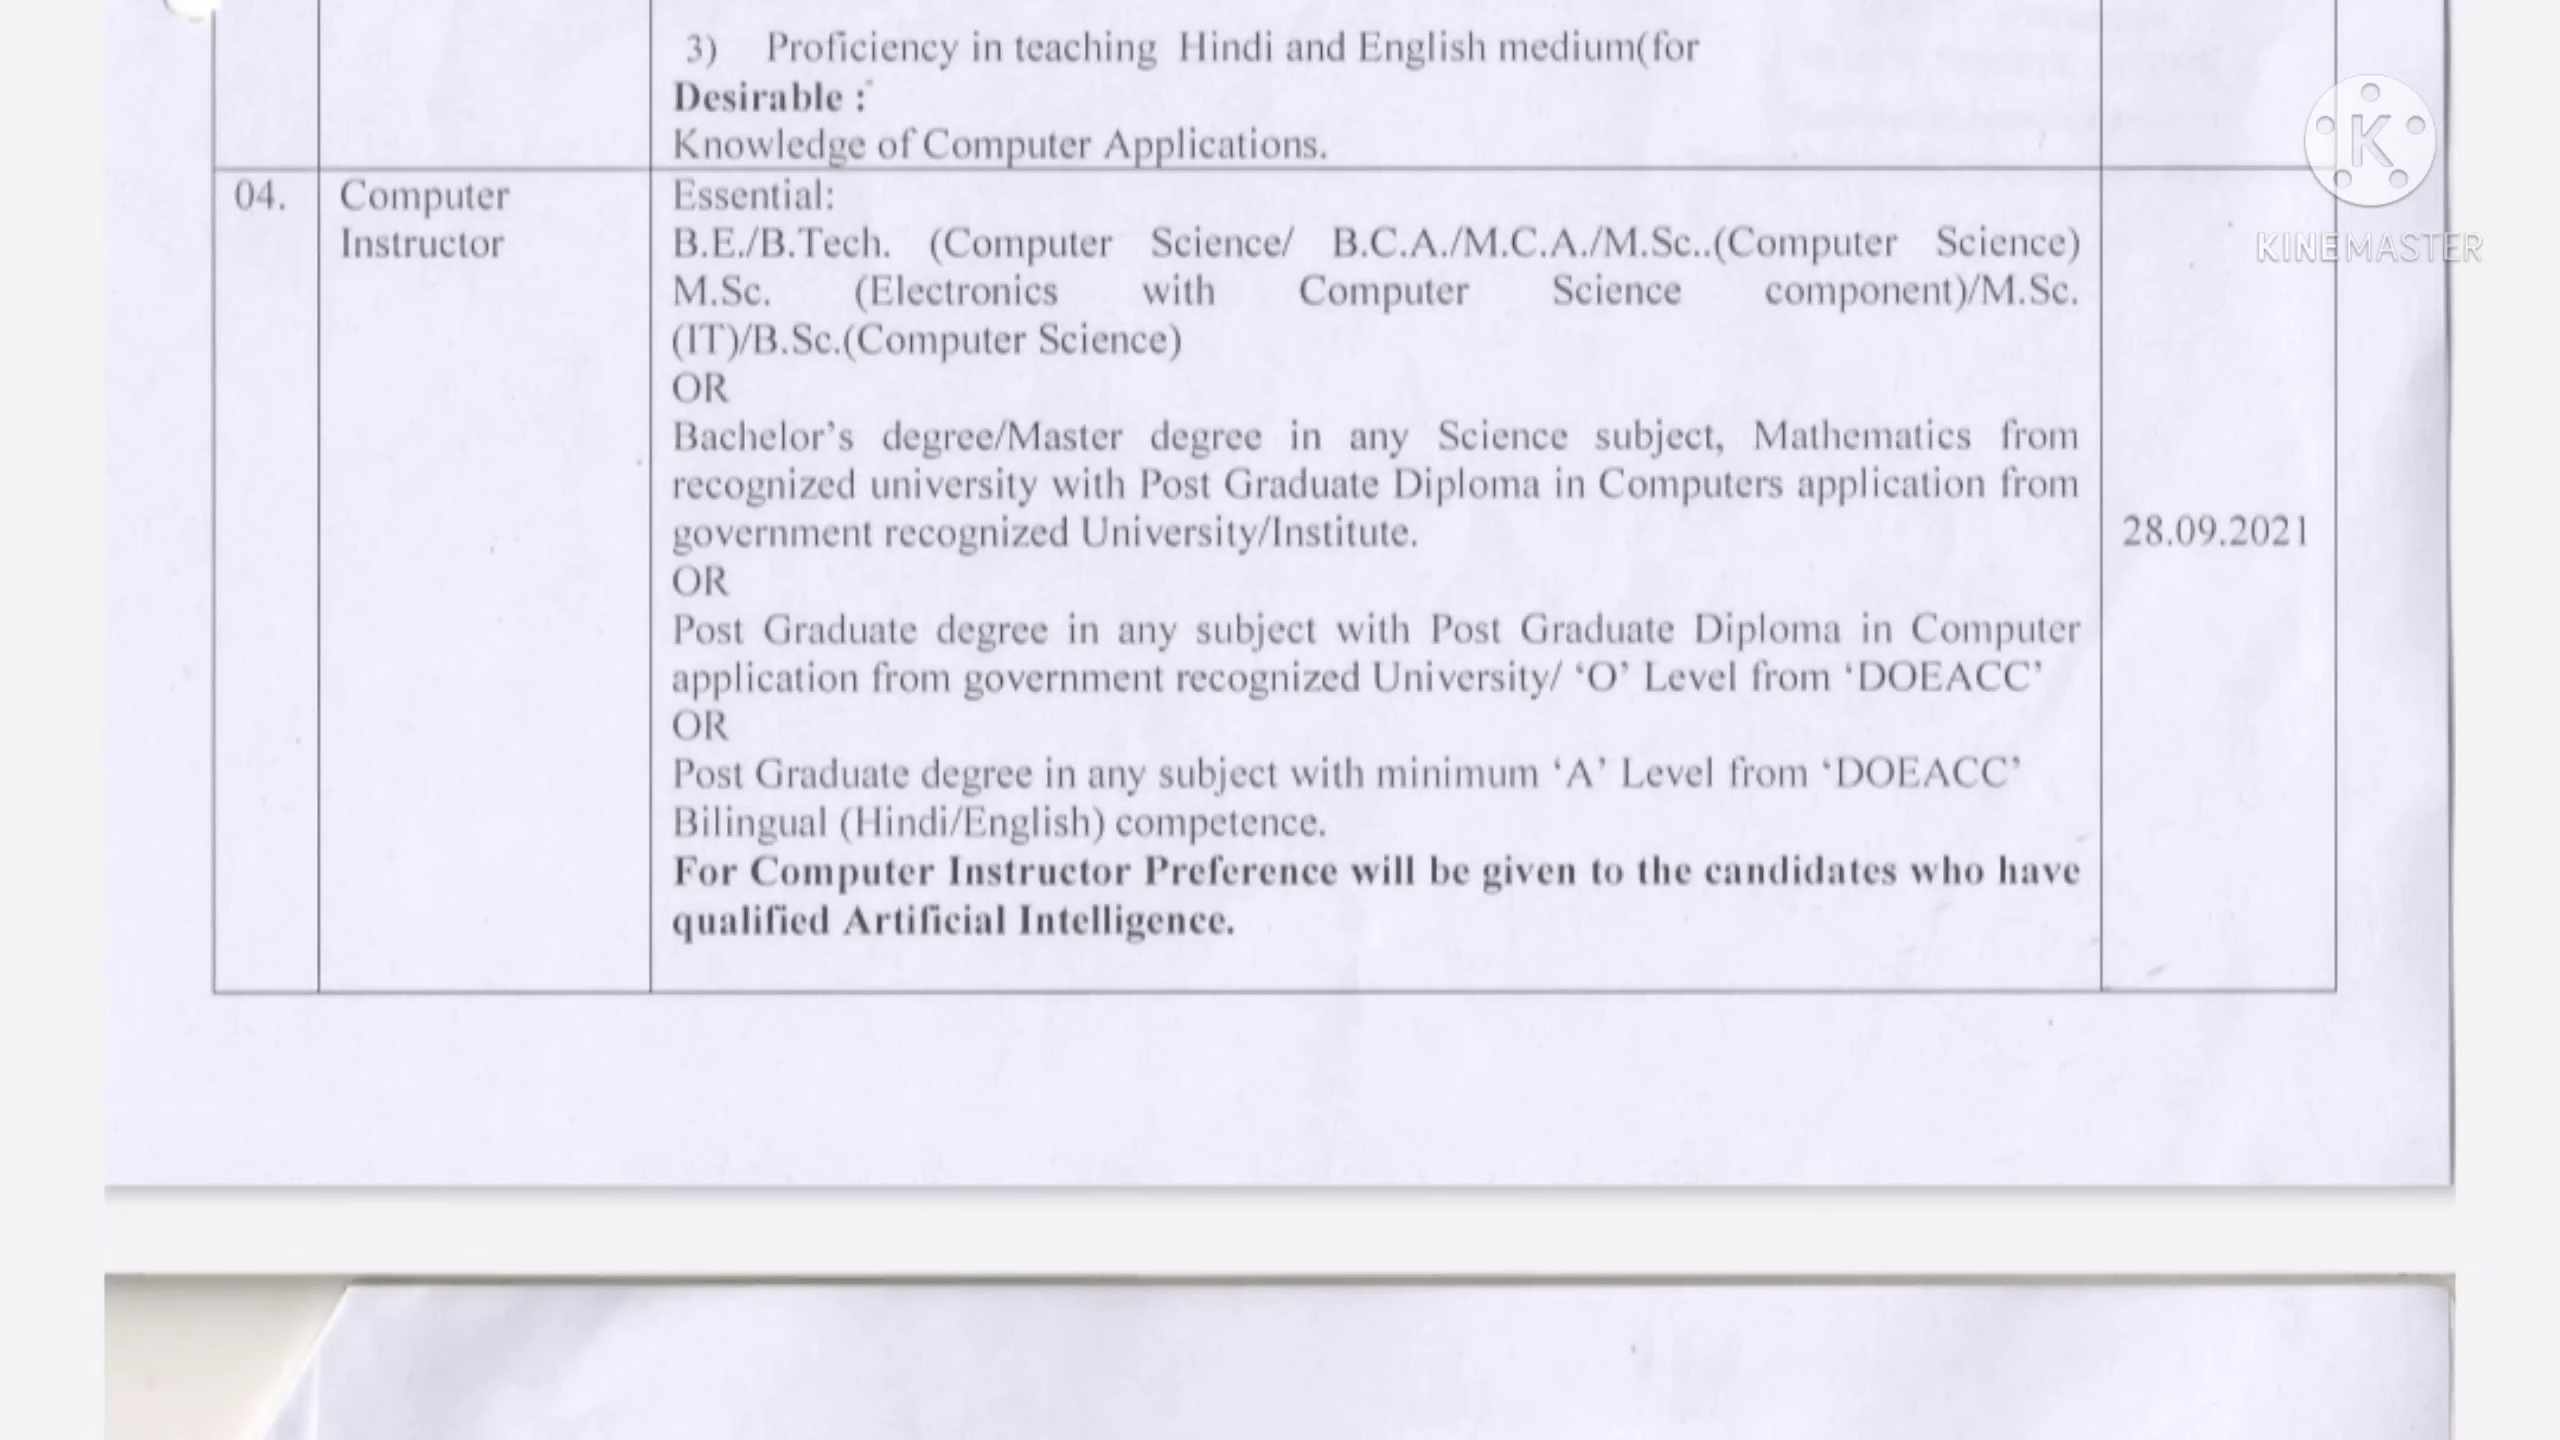 3) Proficiency in teaching Hindi and English medium(for
Desirable :
Knowledge of Computer Applications.
04. Computer Instructor
Essential:
B.E./B.Tech. (Computer Science/ B.C.A./M.C.A./M.Sc..(Computer Science)
M.Sc. (Electronics with Computer Science component)/M.Sc.
(IT)/B.Sc.(Computer Science)
OR
Bachelor's degree/Master degree in any Science subject, Mathematics from
recognized university with Post Graduate Diploma in Computers application from
government recognized University/Institute.
OR
Post Graduate degree in any subject with Post Graduate Diploma in Computer
application from government recognized University/ ‘O’ Level from ‘DOEACC’
OR
Post Graduate degree in any subject with minimum ‘A’ Level from ‘DOEACC’
Bilingual (Hindi/English) competence.
For Computer Instructor Preference will be given to the candidates who have
qualified Artificial Intelligence.
28.09.2021
K
KINEMASTER